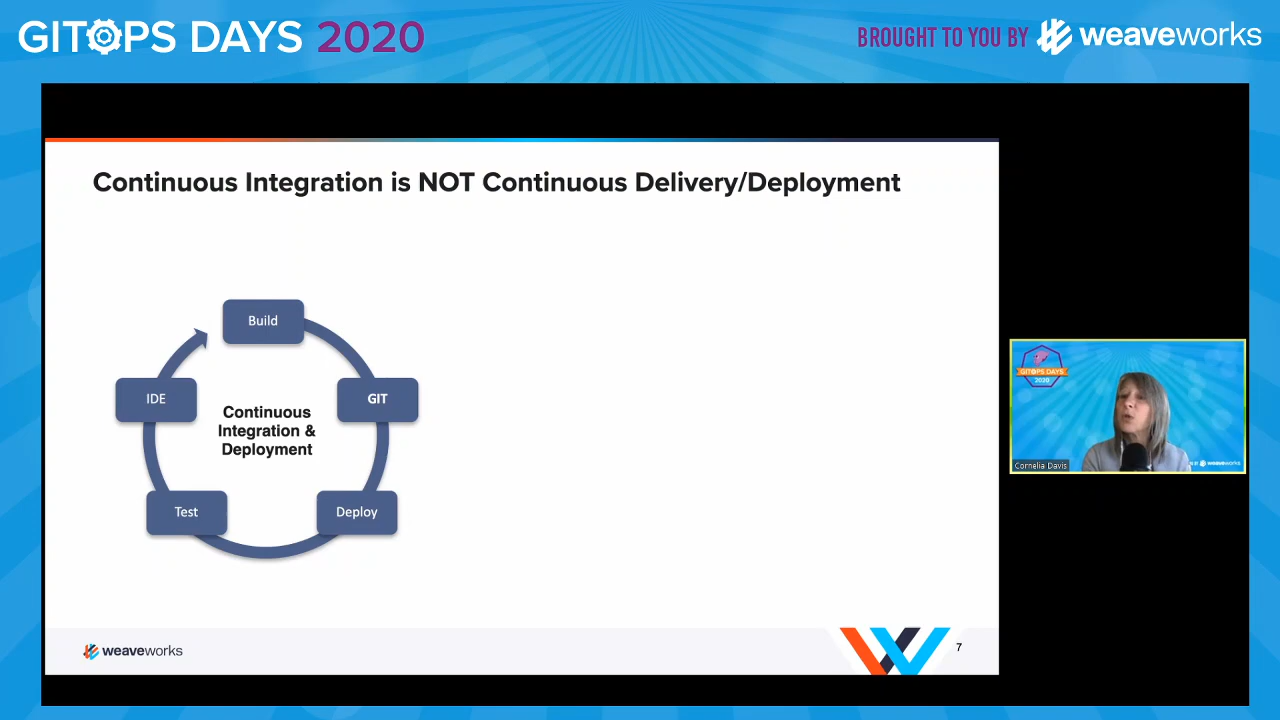 GITOPS DAYS 2020
BROUGHT TO YOU BY weaveworks
Continuous Integration is NOT Continuous Delivery/Deployment
Build
IDE
GIT
Continuous
Integration &
Deployment
Test
Deploy
weaveworks
7
GITOPS DAYS
2020
Cornelia Davis
weaveworks